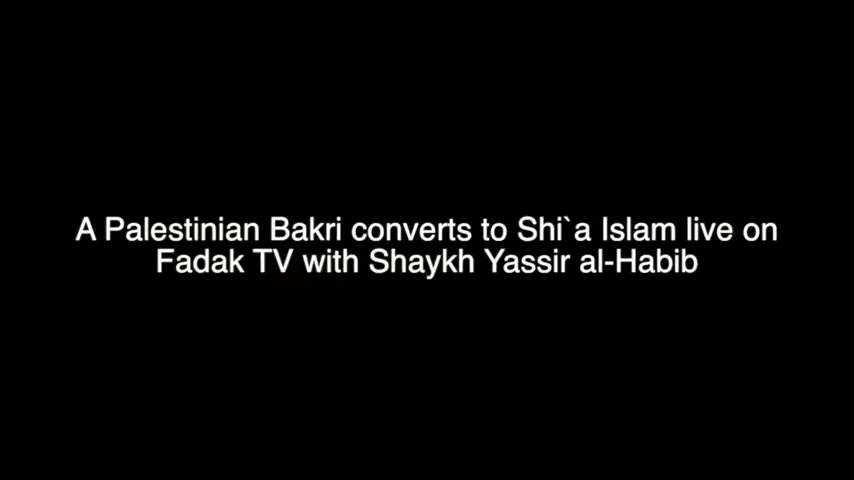 A Palestinian Bakri converts to Shi`a Islam live on
Fadak TV with Shaykh Yassir al-Habib